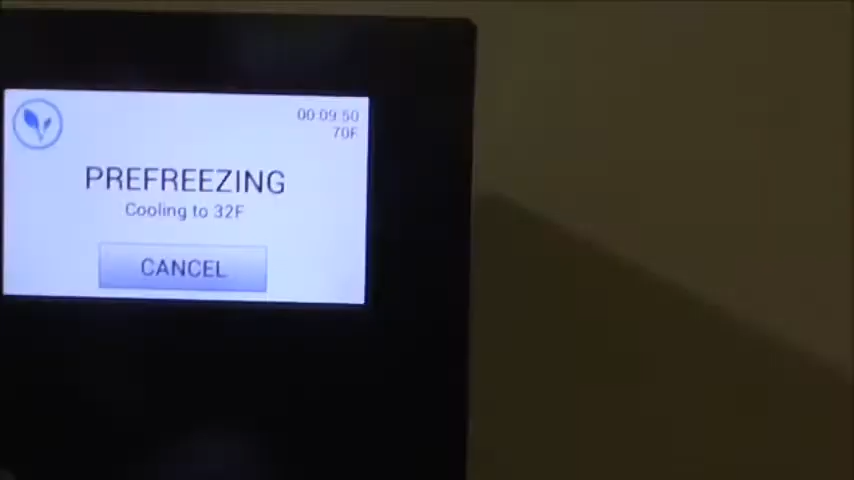 00:09:50
70F
PREFREEZING
Cooling to 32F
CANCEL